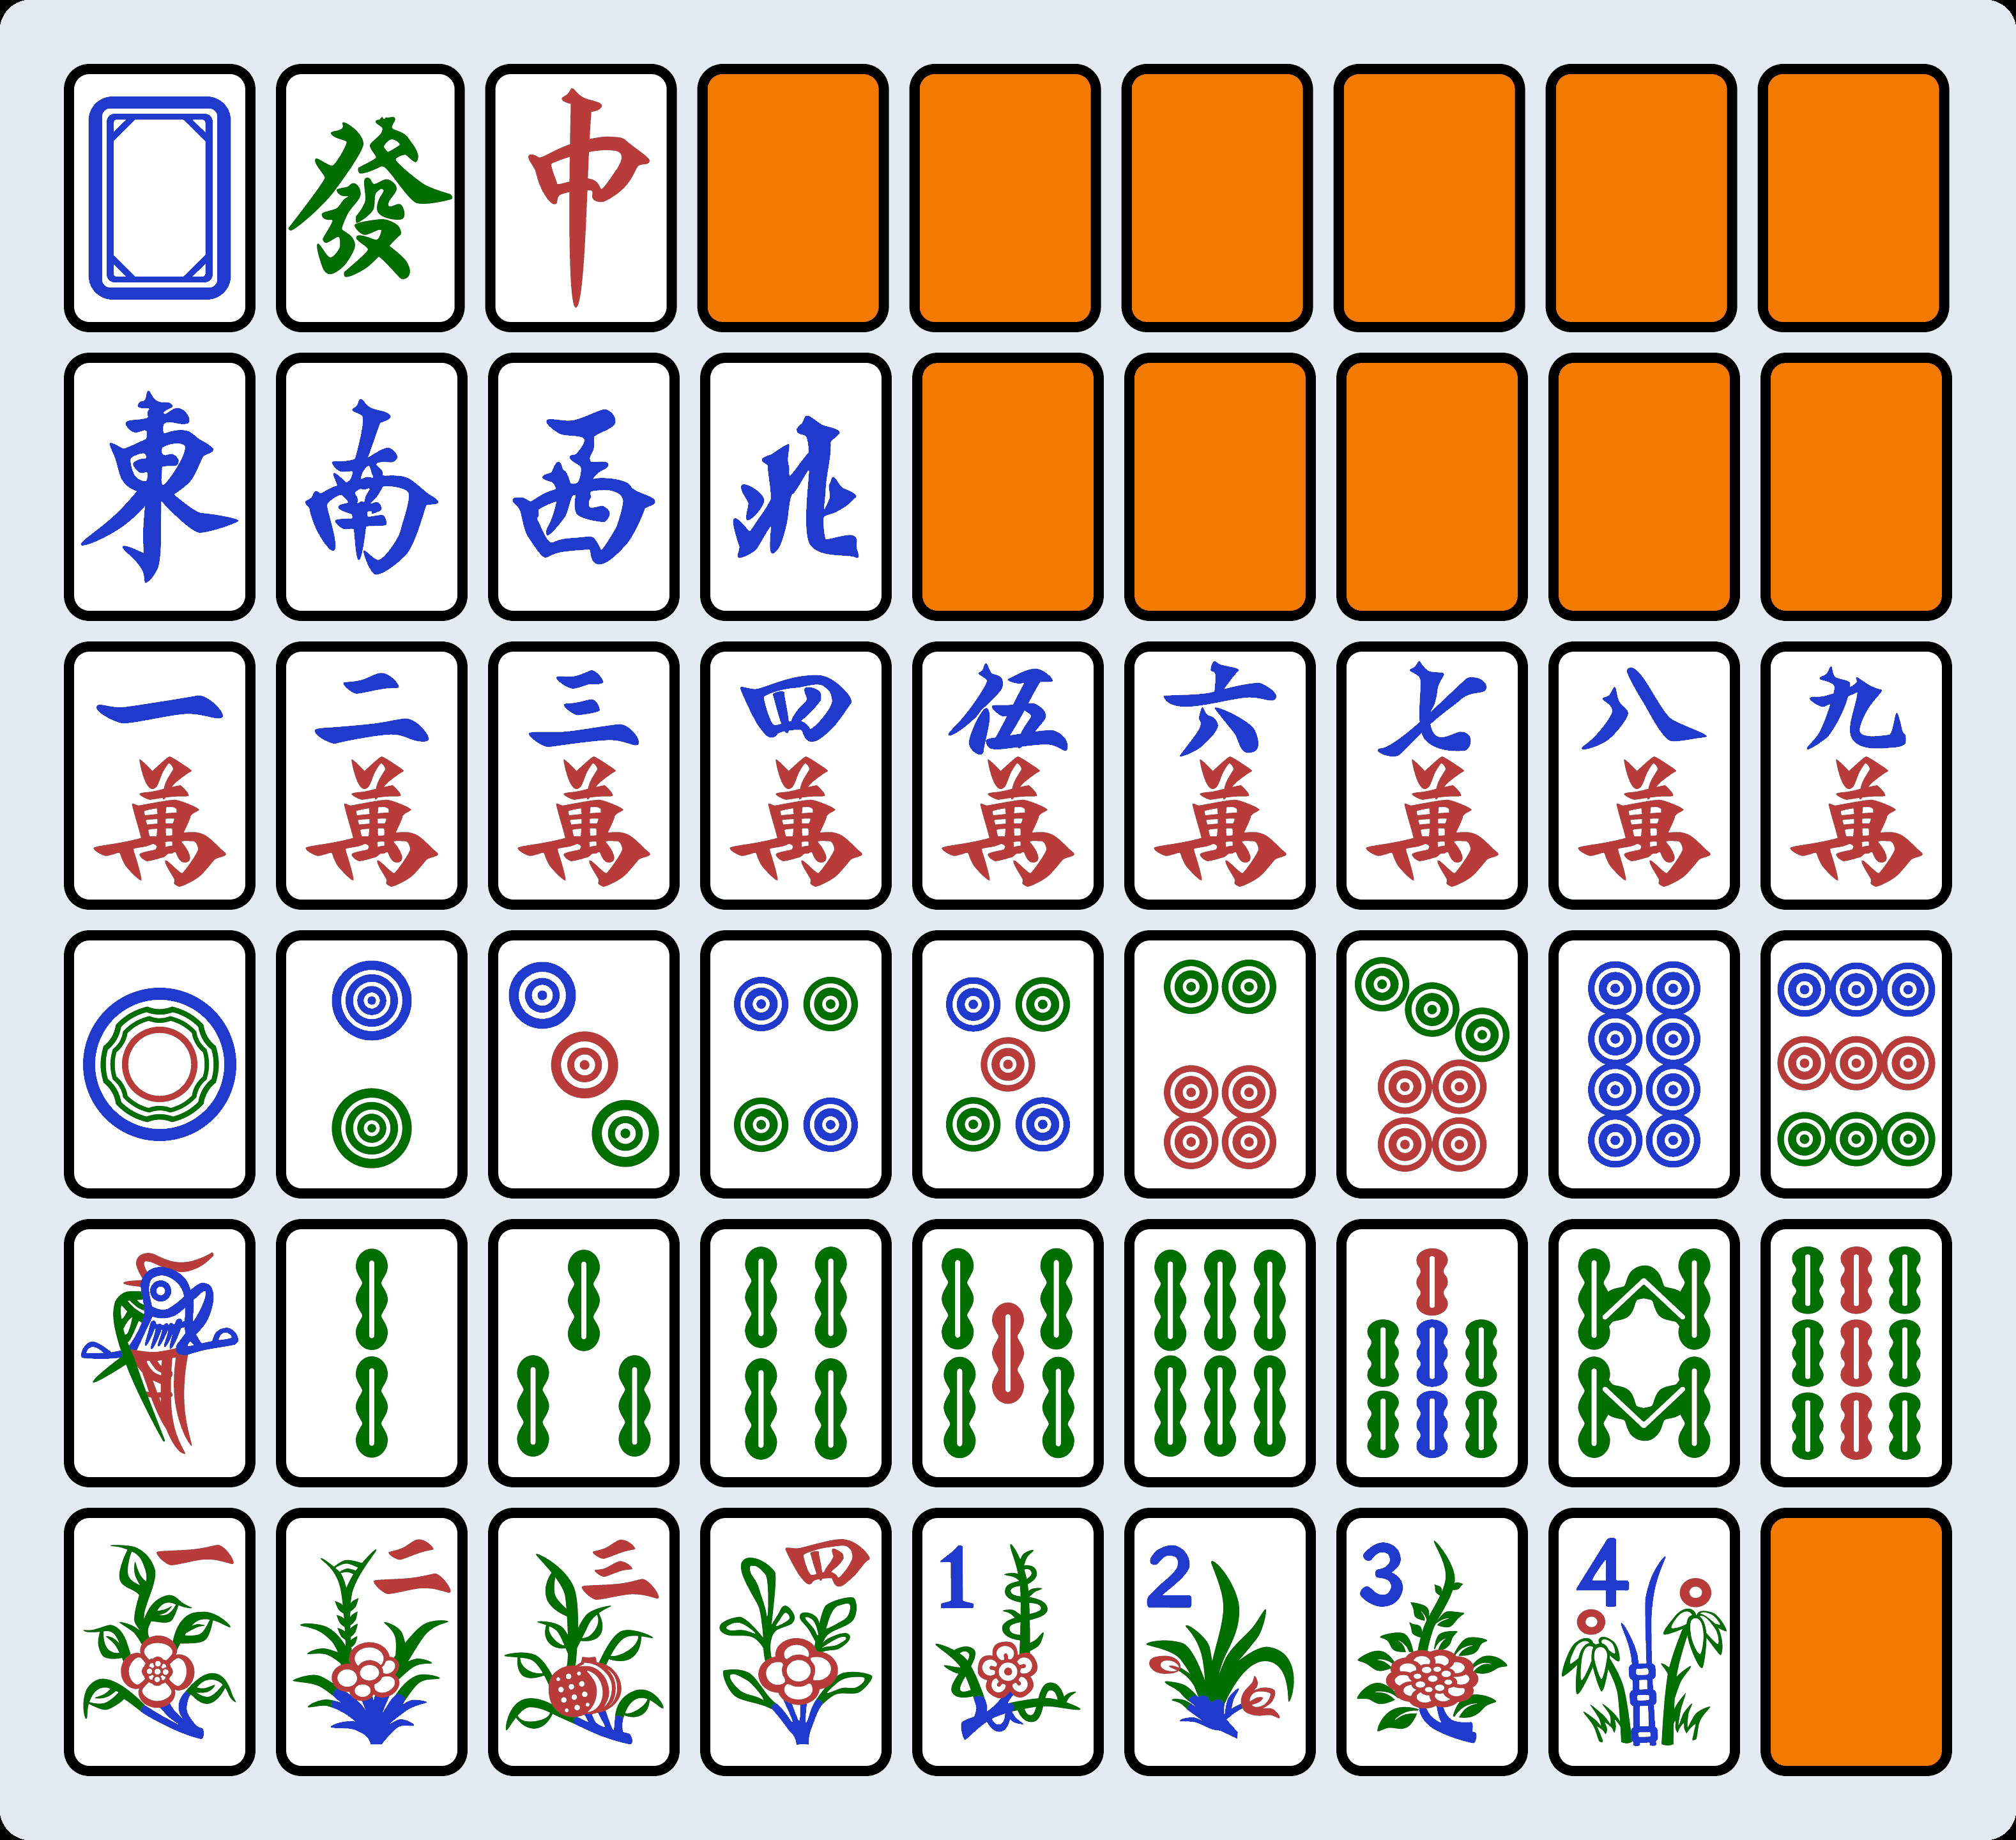 發 中
東 南 西 北
一 二 三 四 伍 六 七 八 九
萬 萬 萬 萬 萬 萬 萬 萬 萬
一 二 三 四 1 2 3 4